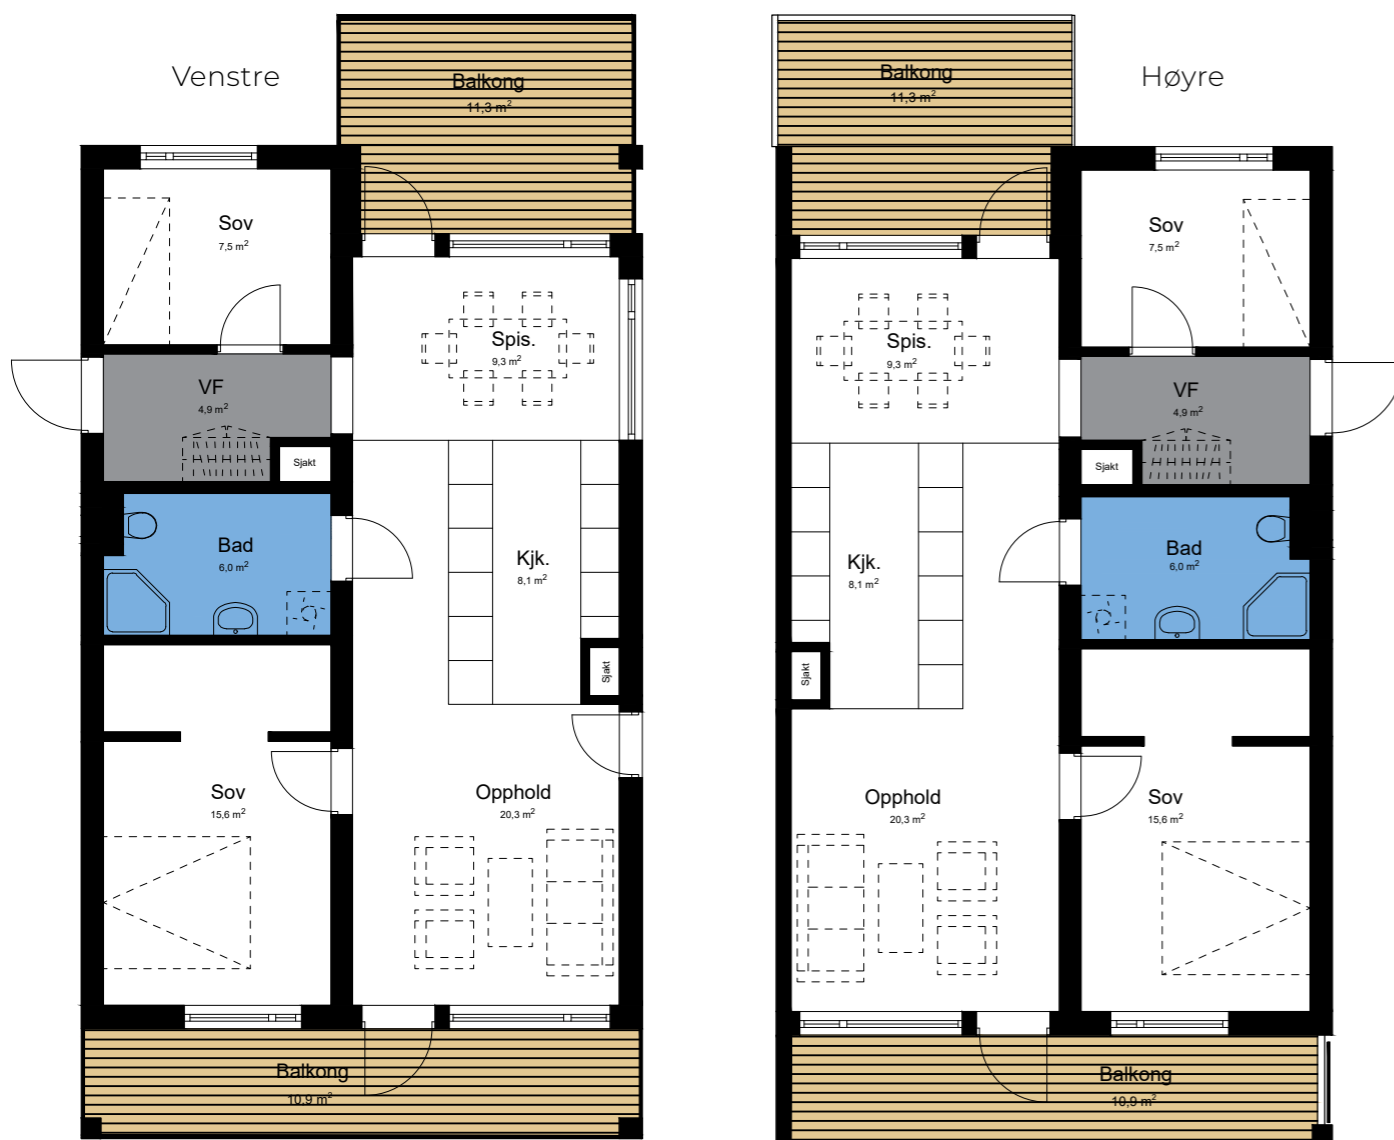 Venstre
Balkong
11,3 m²
Sov
7,5 m²
Spis.
9,3 m²
VF
4,9 m²
Sjakt
Bad
6,0 m²
Kjk.
8,1 m²
Sjakt
Sov
15,6 m²
Opphold
20,3 m²
Balkong
10,9 m²
Høyre
Balkong
11,3 m²
Sov
7,5 m²
Spis.
9,3 m²
VF
4,9 m²
Sjakt
Bad
6,0 m²
Kjk.
8,1 m²
Sjakt
Opphold
20,3 m²
Sov
15,6 m²
Balkong
10,9 m²